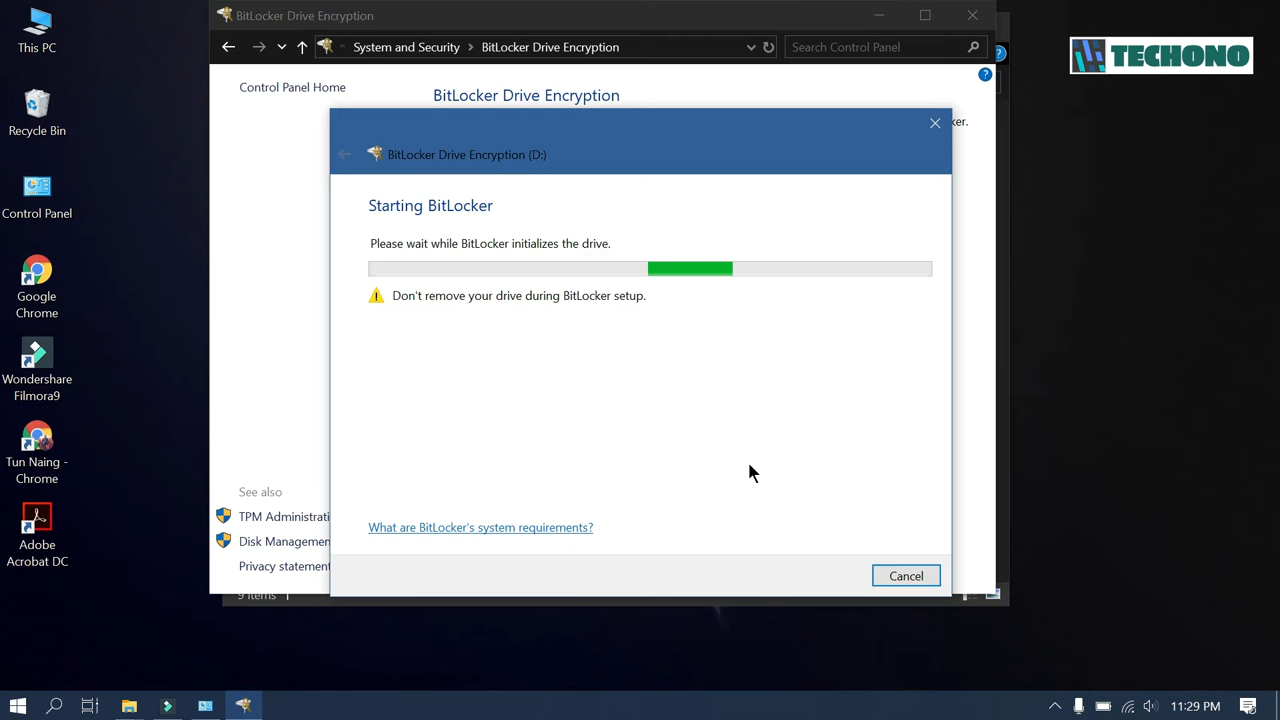 This PC
Recycle Bin
Control Panel
Google
Chrome
Wondershare
Filmora9
Tun Naing -
Chrome
Adobe
Acrobat DC
BitLocker Drive Encryption
System and Security
BitLocker Drive Encryption
Search Control Panel
TECHONO
Control Panel Home
BitLocker Drive Encryption
ker.
BitLocker Drive Encryption (D:)
Starting BitLocker
Please wait while BitLocker initializes the drive.
Don't remove your drive during BitLocker setup.
What are BitLocker's system requirements?
Cancel
See also
TPM Administrati
Disk Managemen
Privacy statement
9 items
11:29 PM